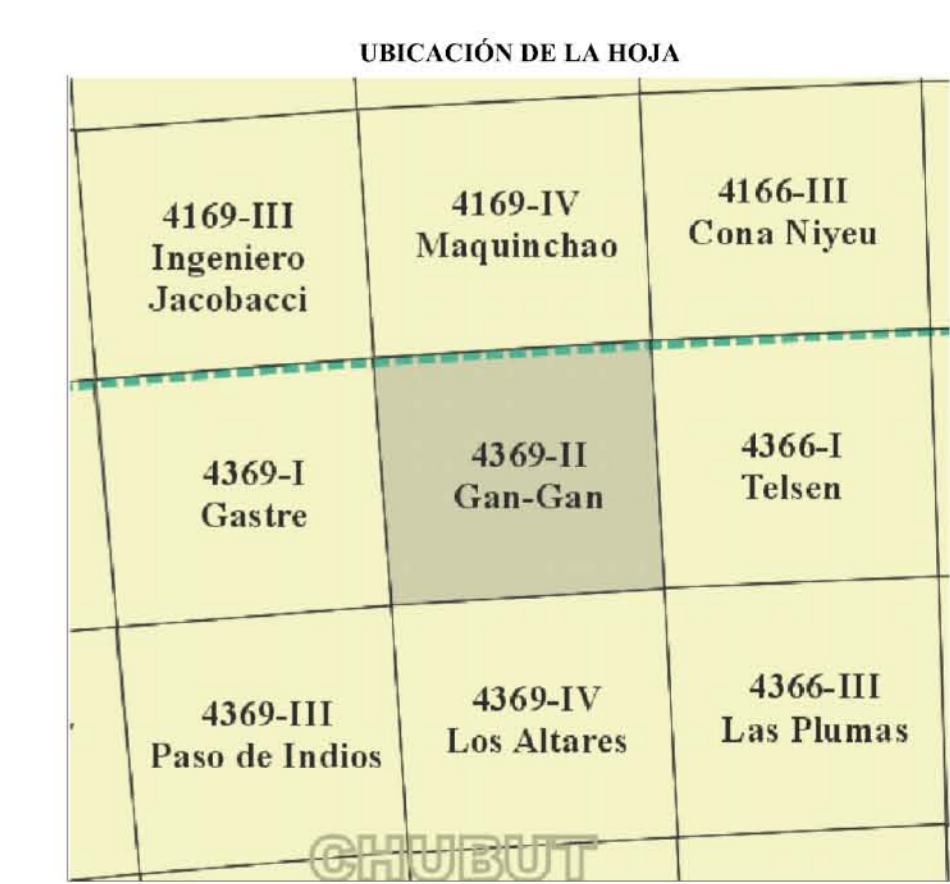 UBICACIÓN DE LA HOJA
4169-III
Ingeniero
Jacobacci
4169-IV
Maquinchao
4166-III
Cona Niyeu
4369-I
Gastre
4369-II
Gan-Gan
4366-I
Telsen
4369-III
Paso de Indios
4369-IV
Los Altares
4366-III
Las Plumas
CHUBUT